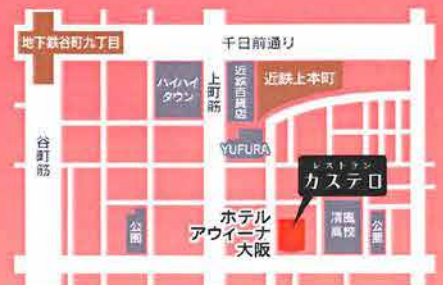 地下鉄谷町九丁目
千日前通り
ハイハイ
タウン
上町筋
近鉄百貨店
近鉄上本町
谷町筋
YUFURA
レストラン
カステロ
公園
ホテル
アウィーナ
大阪
清風
高校
公園